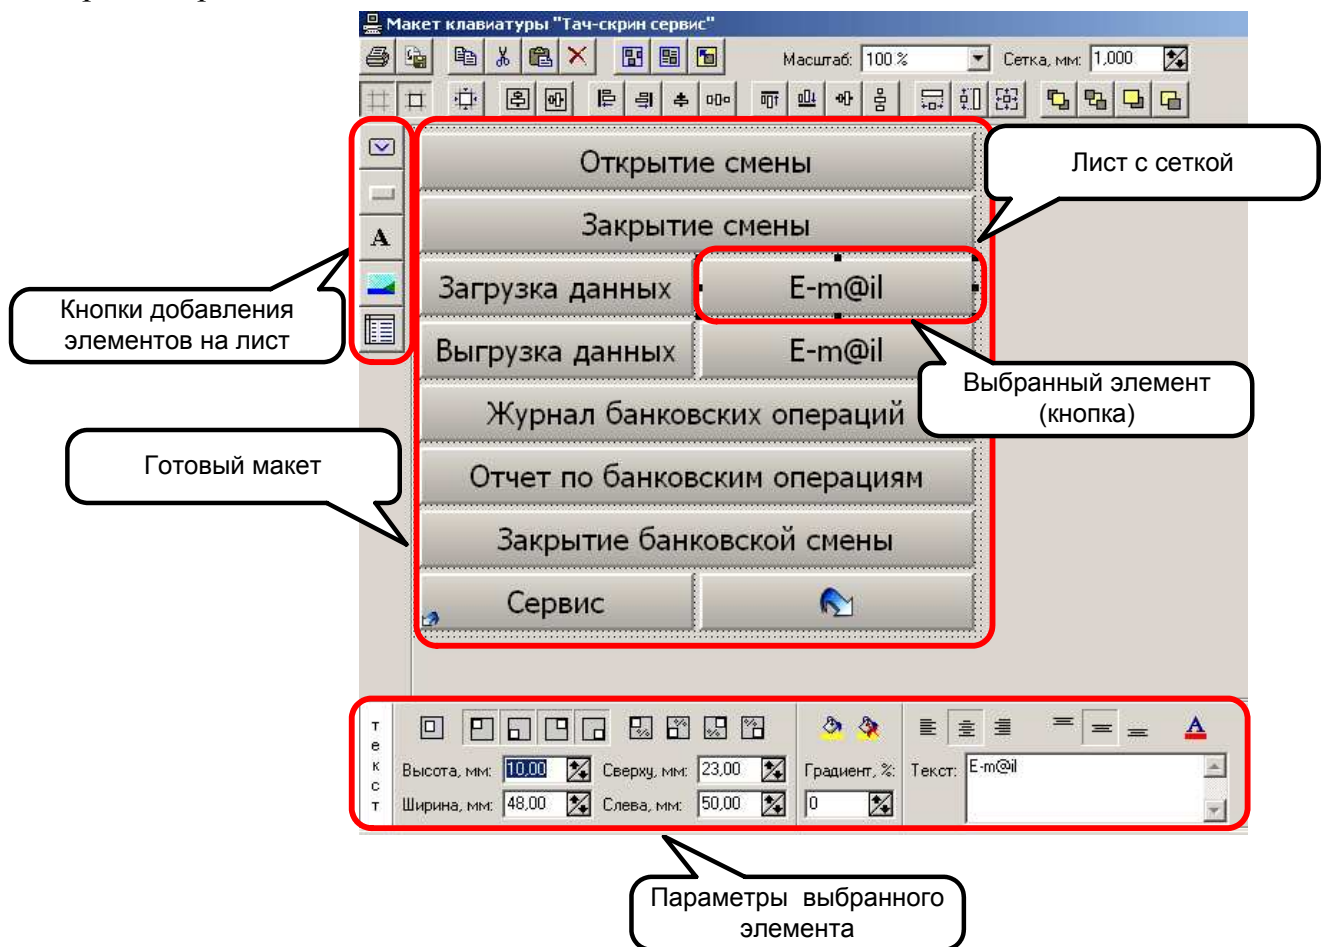 Макет клавиатуры "Тач-скрин сервис"
Масштаб: 100 % Сетка, мм: 1,000
Открытие смены
Лист с сеткой
Закрытие смены
A
Загрузка данных E-m@il
Кнопки добавления
элементов на лист
Выгрузка данных E-m@il
Выбранный элемент
(кнопка)
Журнал банковских операций
Готовый макет
Отчет по банковским операциям
Закрытие банковской смены
Сервис
Текст
A
Высота, мм: 10,00 Сверху, мм: 23,00 Градиент, %: Текст: E-m@il
Ширина, мм: 48,00 Слева, мм: 50,00 0
Параметры выбранного
элемента